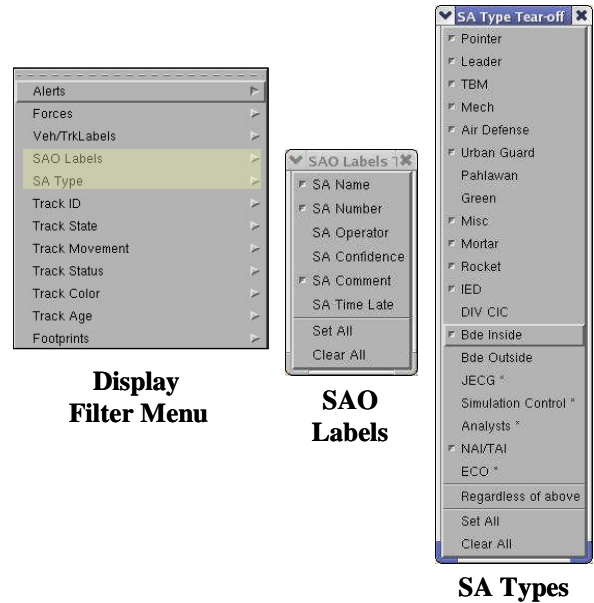 Alerts
Forces
Veh/TrkLabels
SAO Labels
SA Type
Track ID
Track State
Track Movement
Track Status
Track Color
Track Age
Footprints
Display
Filter Menu
SAO Labels T
SA Name
SA Number
SA Operator
SA Confidence
SA Comment
SA Time Late
Set All
Clear All
SAO
Labels
SA Type Tear-off
Pointer
Leader
TBM
Mech
Air Defense
Urban Guard
Pahlawan
Green
Misc
Mortar
Rocket
IED
DIV CIC
Bde Inside
Bde Outside
JECG *
Simulation Control *
Analysts *
NAI/TAI
ECO *
Regardless of above
Set All
Clear All
SA Types